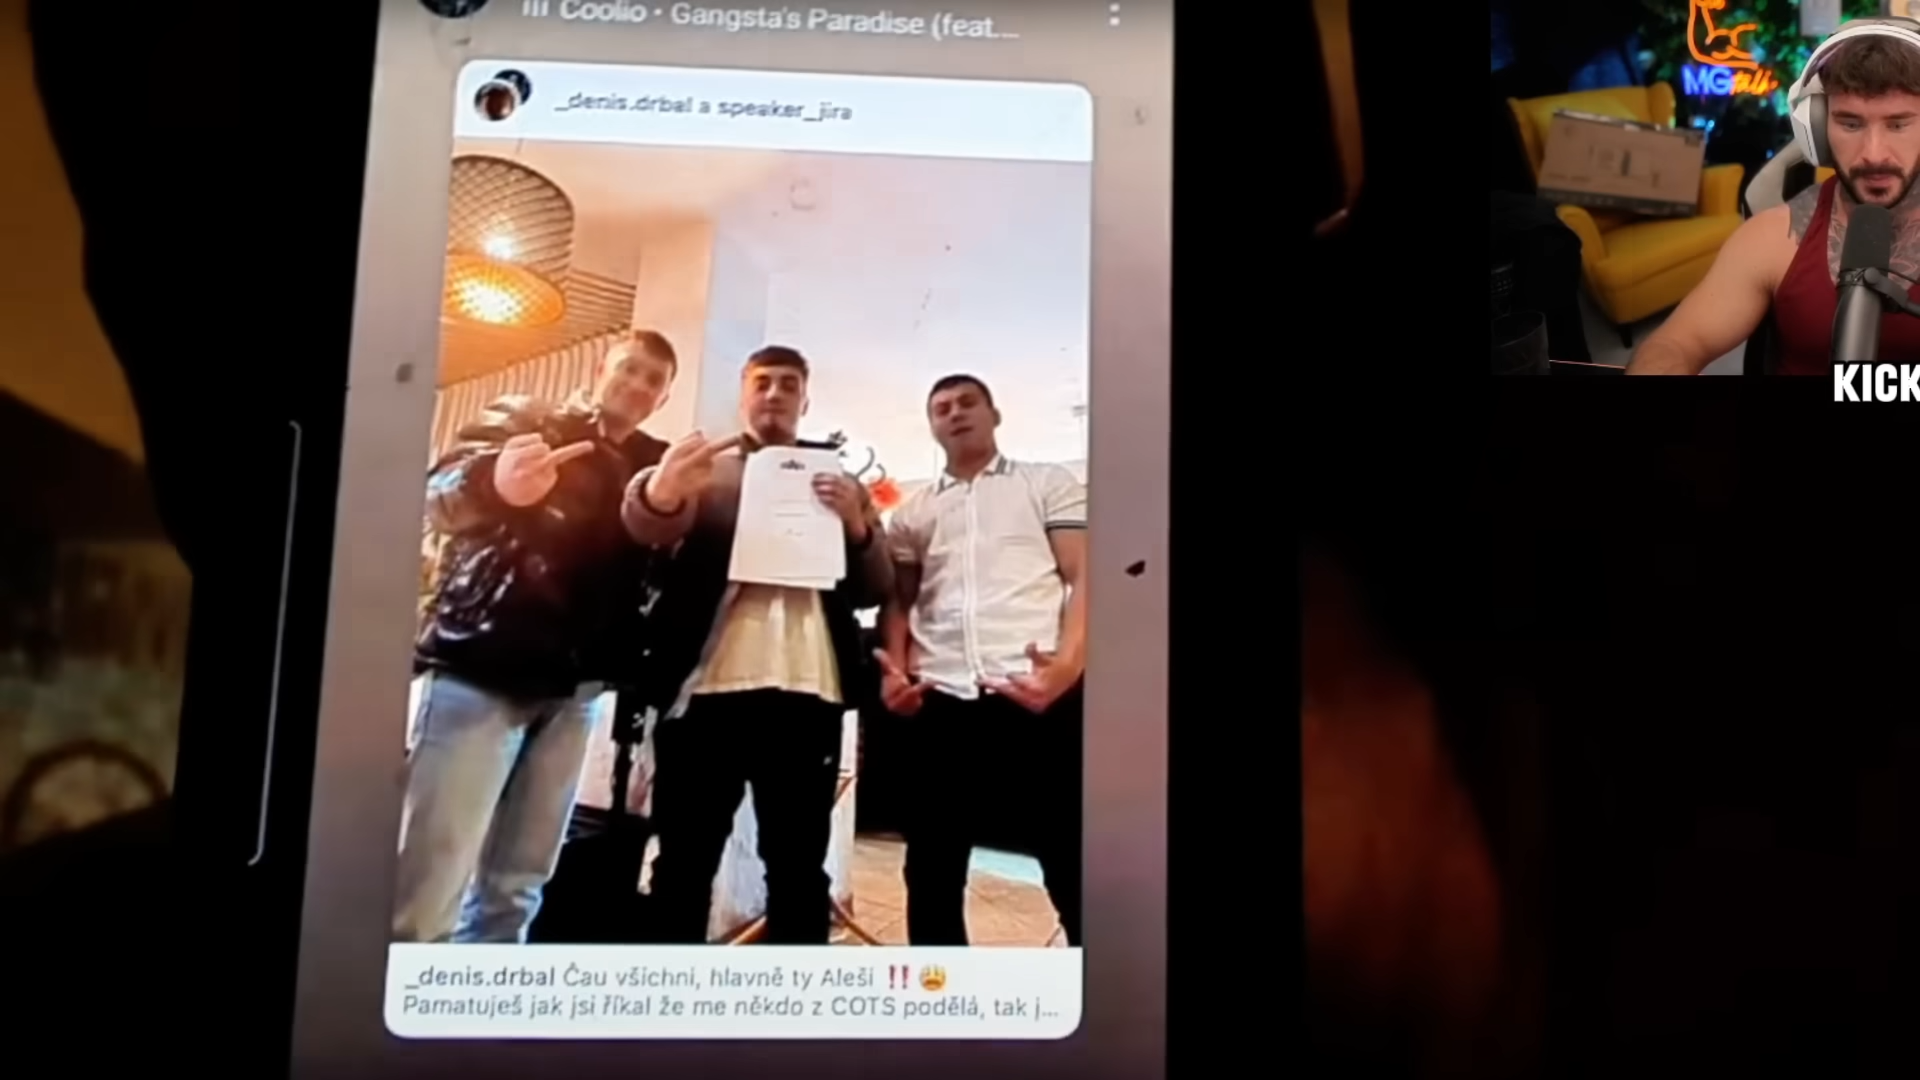 Coolio • Gangsta's Paradise (feat....
_denis.drbal a speaker_jira
MGtalk
KICK
_denis.drbal Čau všichni, hlavně ty Aleši ‼️😩
Pamatuješ jak jsi říkal že me někdo z COTS podělá, tak j...